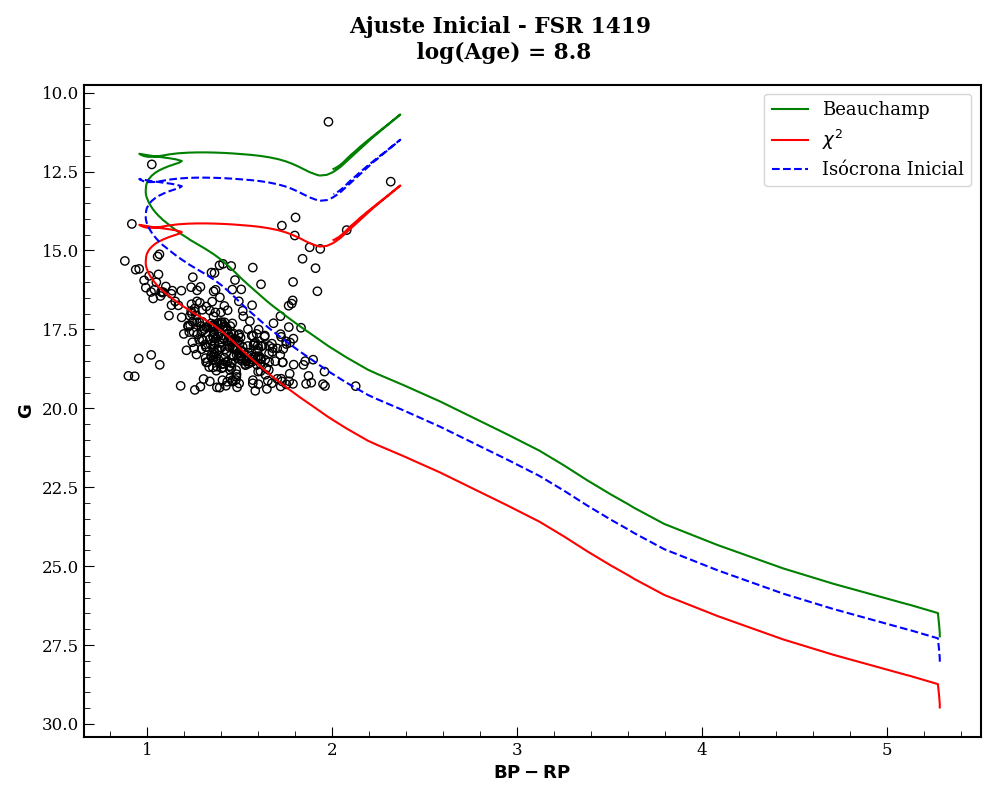 Ajuste Inicial - FSR 1419
log(Age) = 8.8
10.0
12.5
15.0
17.5
20.0
22.5
25.0
27.5
30.0
G
Beauchamp
χ²
Isócrona Inicial
1
2
3
4
5
BP − RP